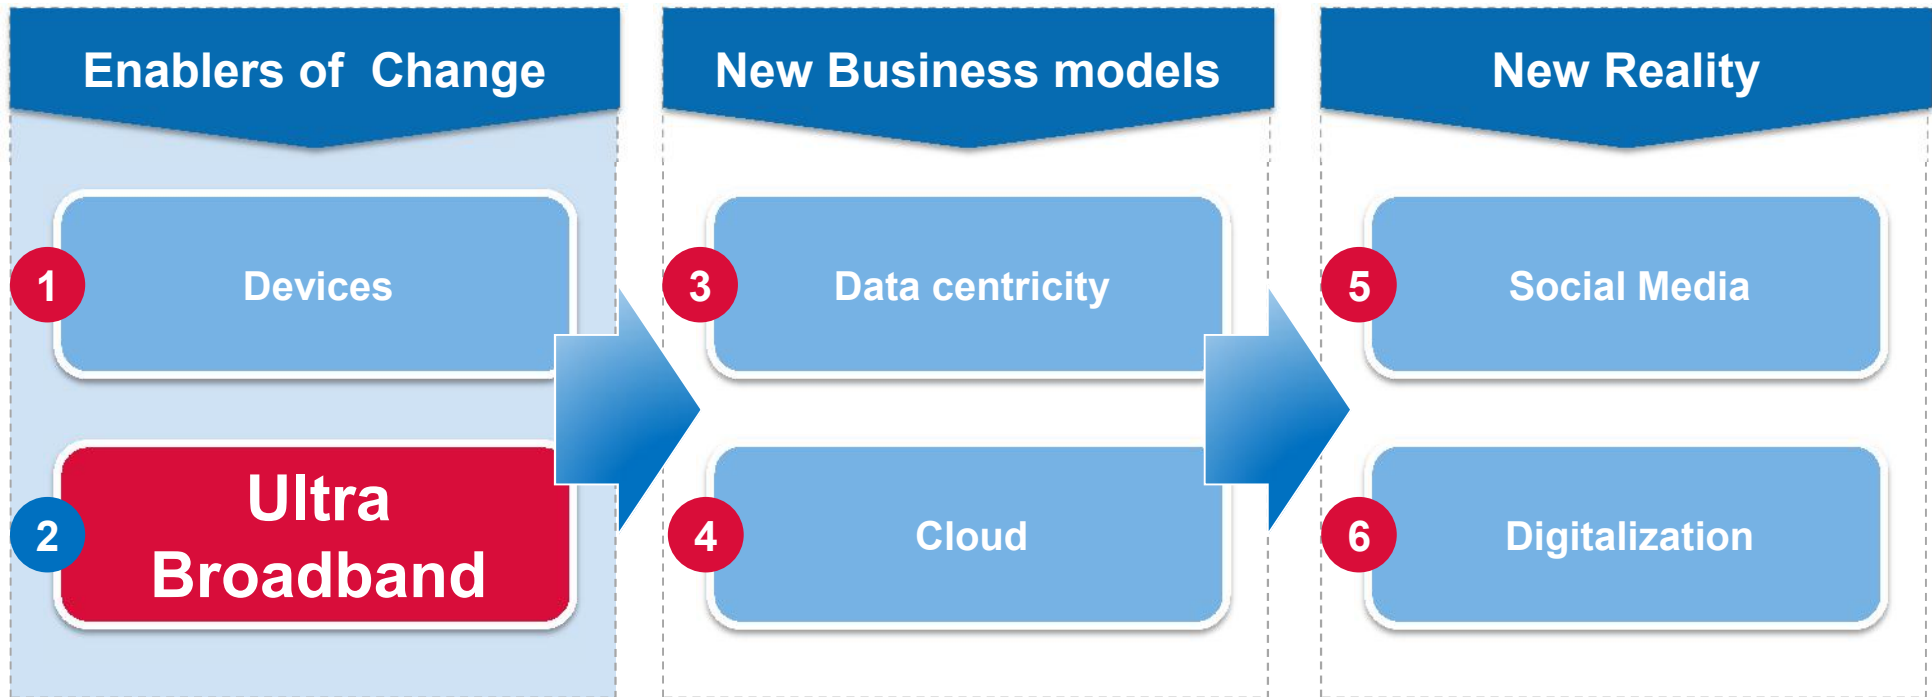 Enablers of  Change
1
Devices
2
Ultra
Broadband
New Business models
3
Data centricity
4
Cloud
New Reality
5
Social Media
6
Digitalization